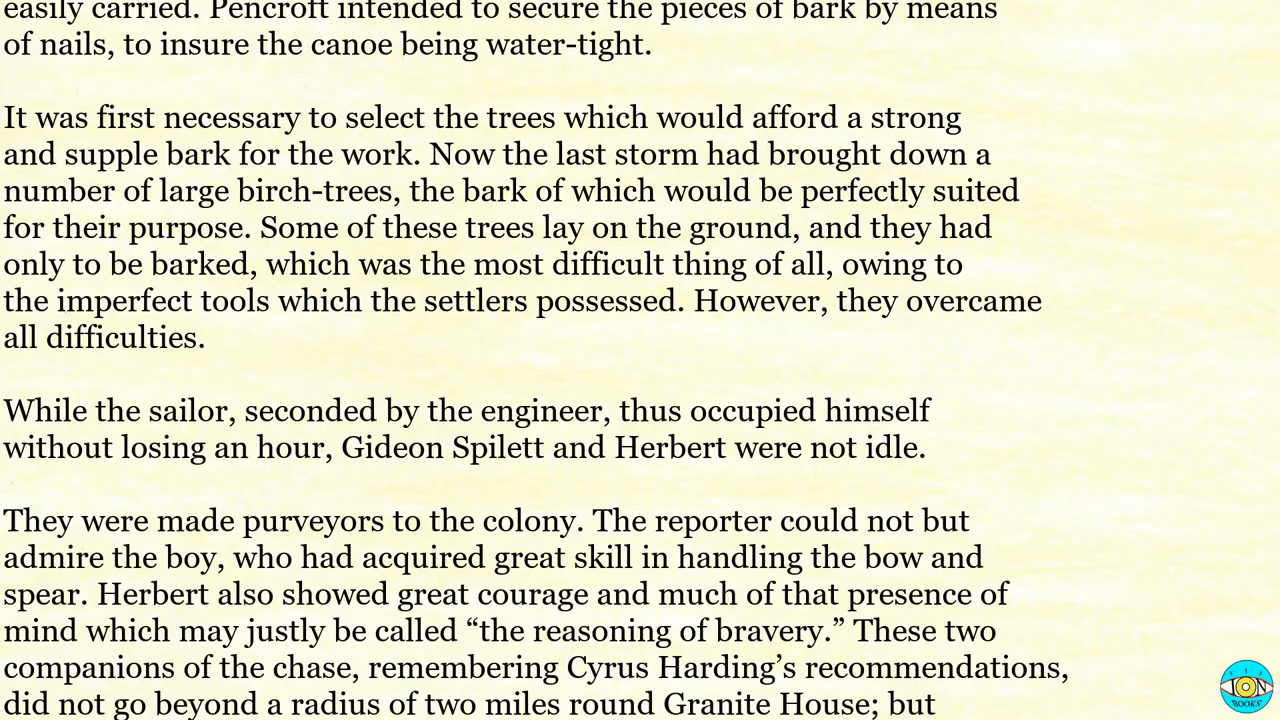 easily carried. Pencroft intended to secure the pieces of bark by means
of nails, to insure the canoe being water-tight.
It was first necessary to select the trees which would afford a strong
and supple bark for the work. Now the last storm had brought down a
number of large birch-trees, the bark of which would be perfectly suited
for their purpose. Some of these trees lay on the ground, and they had
only to be barked, which was the most difficult thing of all, owing to
the imperfect tools which the settlers possessed. However, they overcame
all difficulties.
While the sailor, seconded by the engineer, thus occupied himself
without losing an hour, Gideon Spilett and Herbert were not idle.
They were made purveyors to the colony. The reporter could not but
admire the boy, who had acquired great skill in handling the bow and
spear. Herbert also showed great courage and much of that presence of
mind which may justly be called “the reasoning of bravery.” These two
companions of the chase, remembering Cyrus Harding’s recommendations,
did not go beyond a radius of two miles round Granite House; but
ION
BOOKS